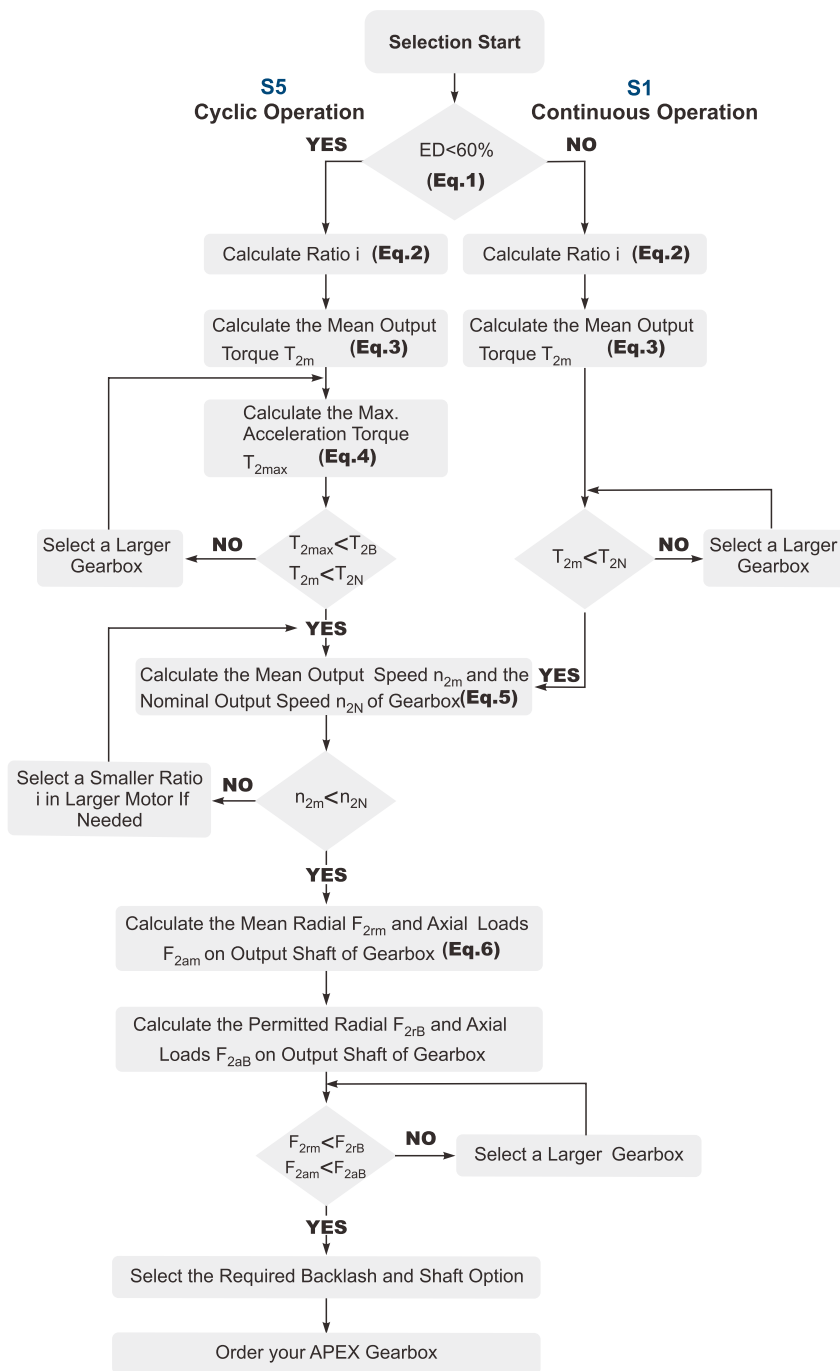 Selection Start
S5
Cyclic Operation
S1
Continuous Operation
YES
ED<60%
(Eq.1)
NO
Calculate Ratio i (Eq.2)
Calculate Ratio i (Eq.2)
Calculate the Mean Output
Torque T2m (Eq.3)
Calculate the Mean Output
Torque T2m (Eq.3)
Calculate the Max.
Acceleration Torque
T2max (Eq.4)
Select a Larger
Gearbox
NO
T2max<T2B
T2m<T2N
T2m<T2N
NO
Select a Larger
Gearbox
YES
Calculate the Mean Output Speed n2m and the
Nominal Output Speed n2N of Gearbox(Eq.5)
YES
Select a Smaller Ratio
i in Larger Motor If
Needed
NO
n2m<n2N
YES
Calculate the Mean Radial F2rm and Axial Loads
F2am on Output Shaft of Gearbox (Eq.6)
Calculate the Permitted Radial F2rB and Axial
Loads F2aB on Output Shaft of Gearbox
F2rm<F2rB
F2am<F2aB
NO
Select a Larger Gearbox
YES
Select the Required Backlash and Shaft Option
Order your APEX Gearbox